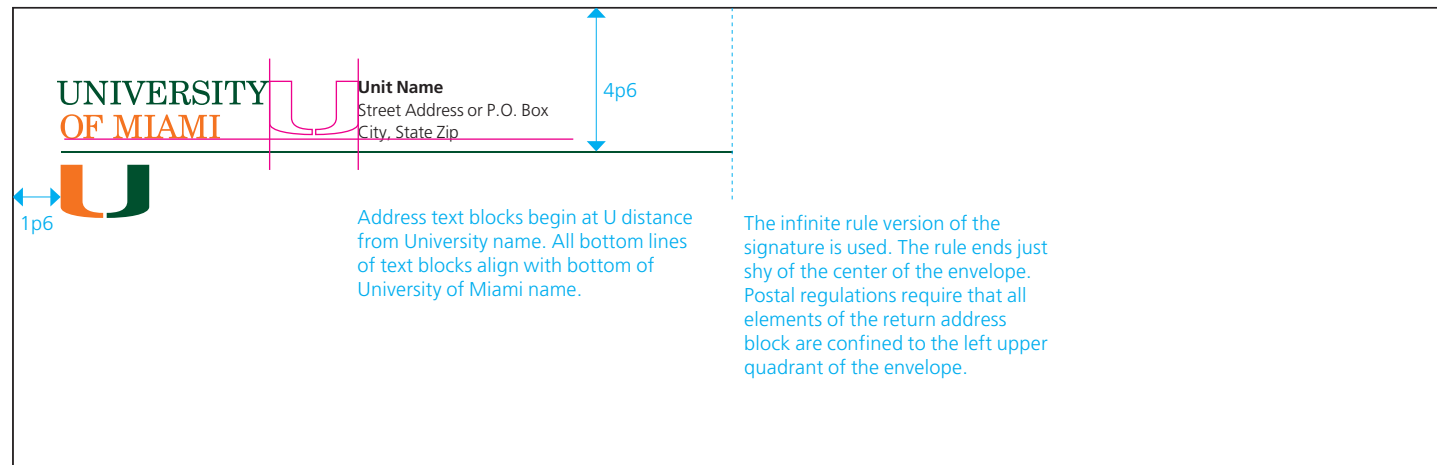 UNIVERSITY
OF MIAMI
Unit Name
Street Address or P.O. Box
City, State Zip
4p6
1p6
Address text blocks begin at U distance
from University name. All bottom lines
of text blocks align with bottom of
University of Miami name.
The infinite rule version of the
signature is used. The rule ends just
shy of the center of the envelope.
Postal regulations require that all
elements of the return address
block are confined to the left upper
quadrant of the envelope.